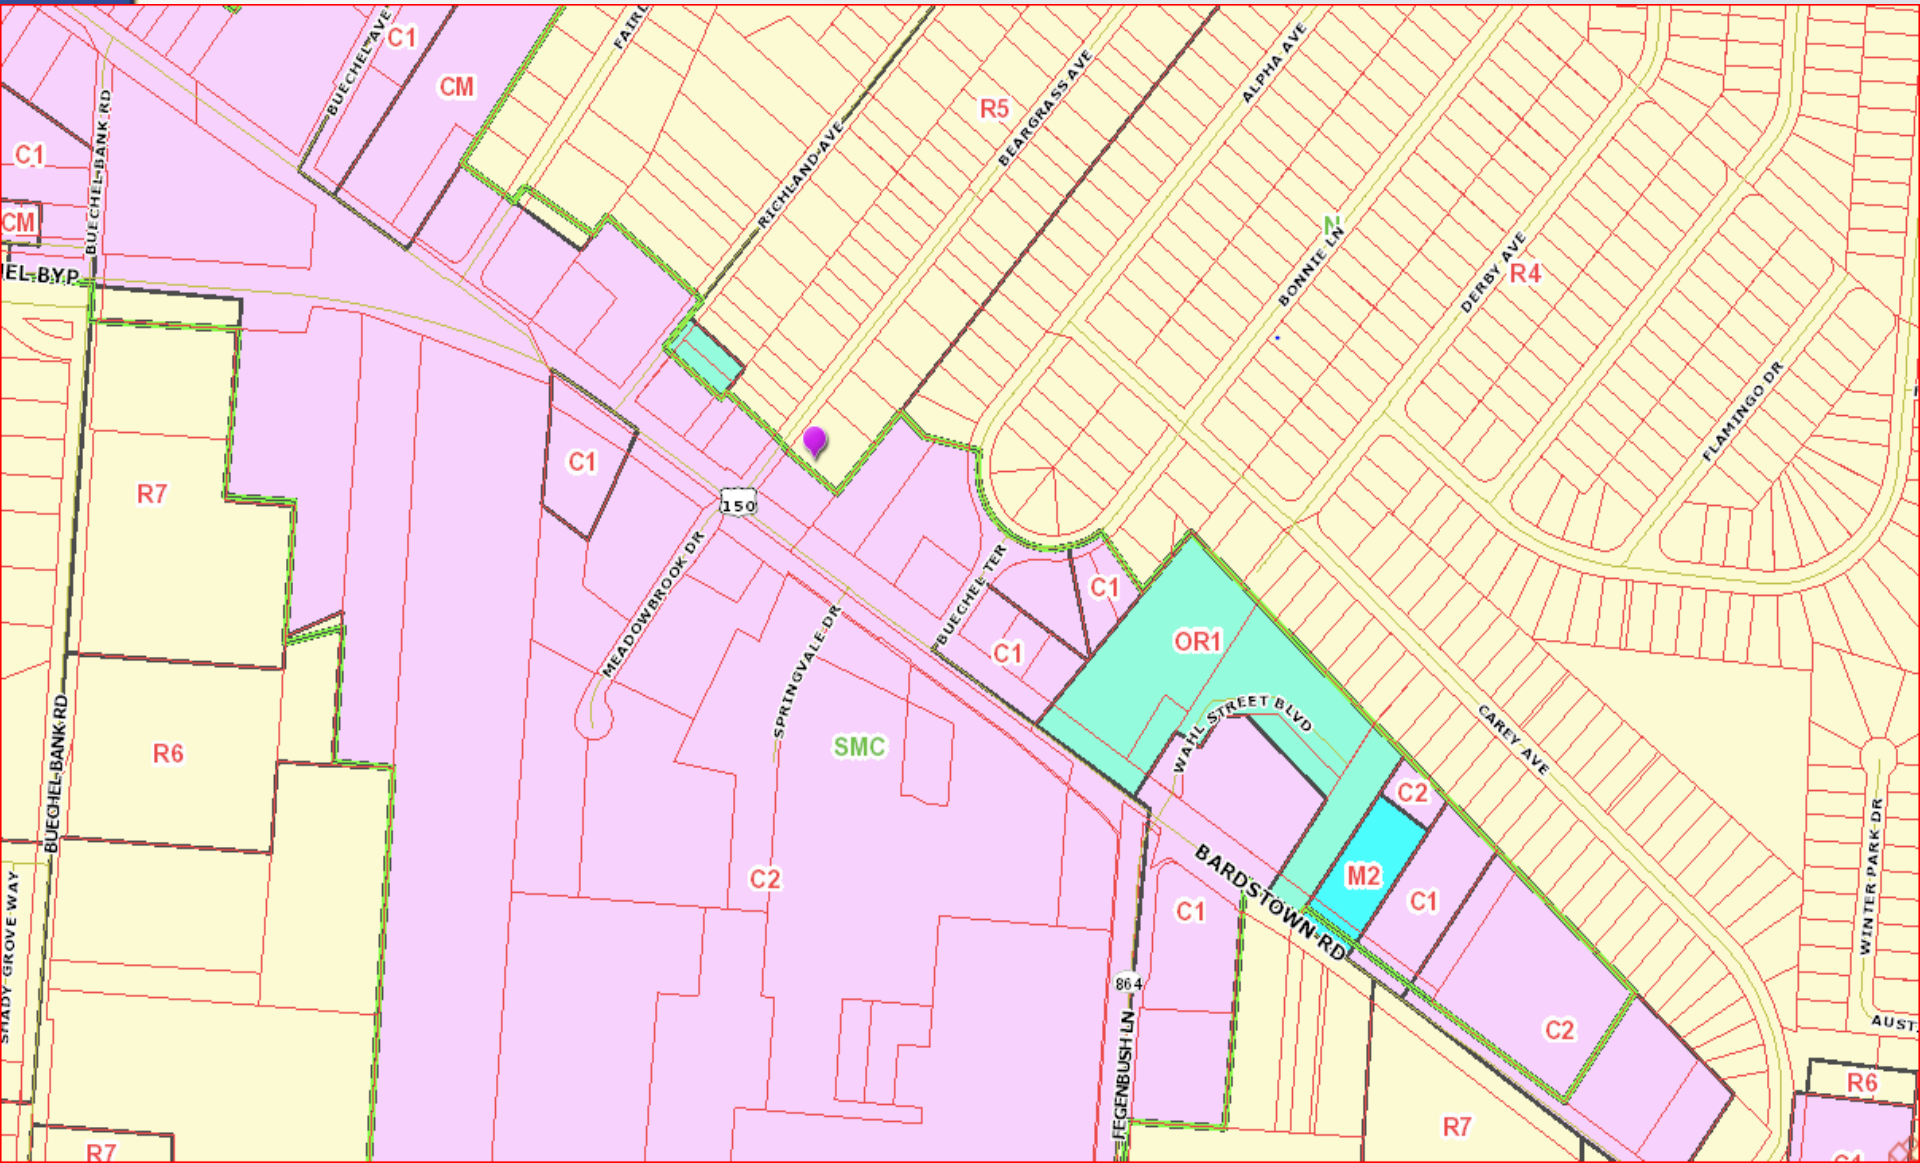 BUECHEL AVE
C1
FAIRL
CM
R5
ALPHA AVE
BEARGRASS AVE
BUECHEL BANK RD
RICHLAND AVE
C1
CM
N
BONNIE LN
DERBY AVE
R4
EL BYP
FLAMINGO DR
C1
R7
150
MEADOWBROOK DR
BUECHEL TER
C1
OR1
C1
SPRINGVALE DR
SMC
WAHL STREET BLVD
CAREY AVE
R6
BUECHEL BANK RD
C2
C2
BARDSTOWN RD
M2
C1
C1
WINTER PARK DR
SHADY GROVE WAY
864
FEGENBUSH LN
C2
AUST
R6
R7
R7
C1